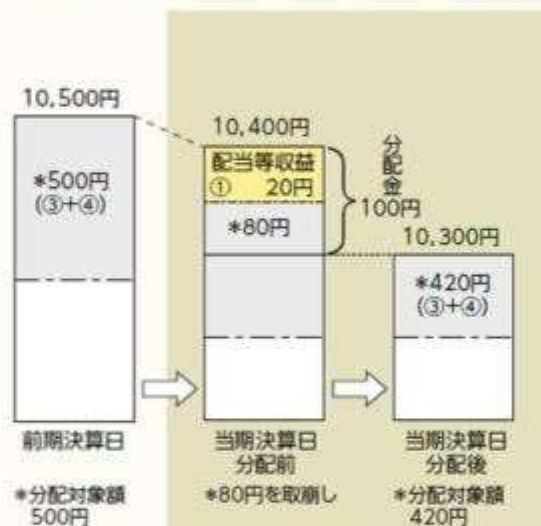 10,500円
*500円
(③+④)
10,400円
配当等収益
① 20円
*80円
分配金
100円
10,300円
*420円
(③+④)
前期決算日
当期決算日
分配前
当期決算日
分配後
*分配対象額
500円
*80円を取崩し
*分配対象額
420円